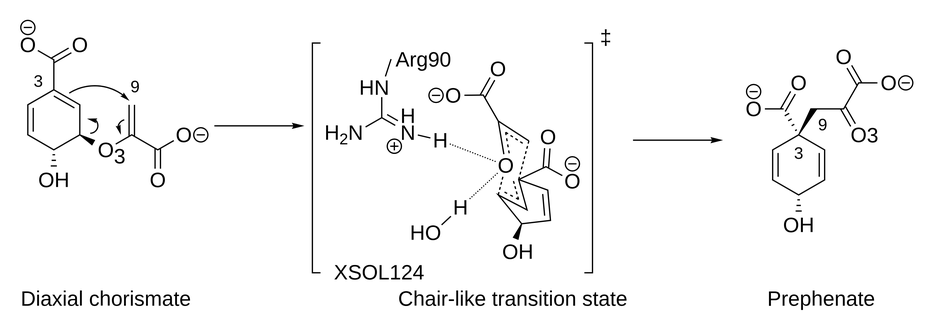 ⊖
O
O
3
9
O3
O⊖
O
OH
Diaxial chorismate
‡
Arg90
HN
H2N
H
N
⊕
H
O
⊖O
O
O
⊖
O
H
HO
OH
XSOL124
Chair-like transition state
⊖
O
O
O
O⊖
9
O3
3
OH
Prephenate